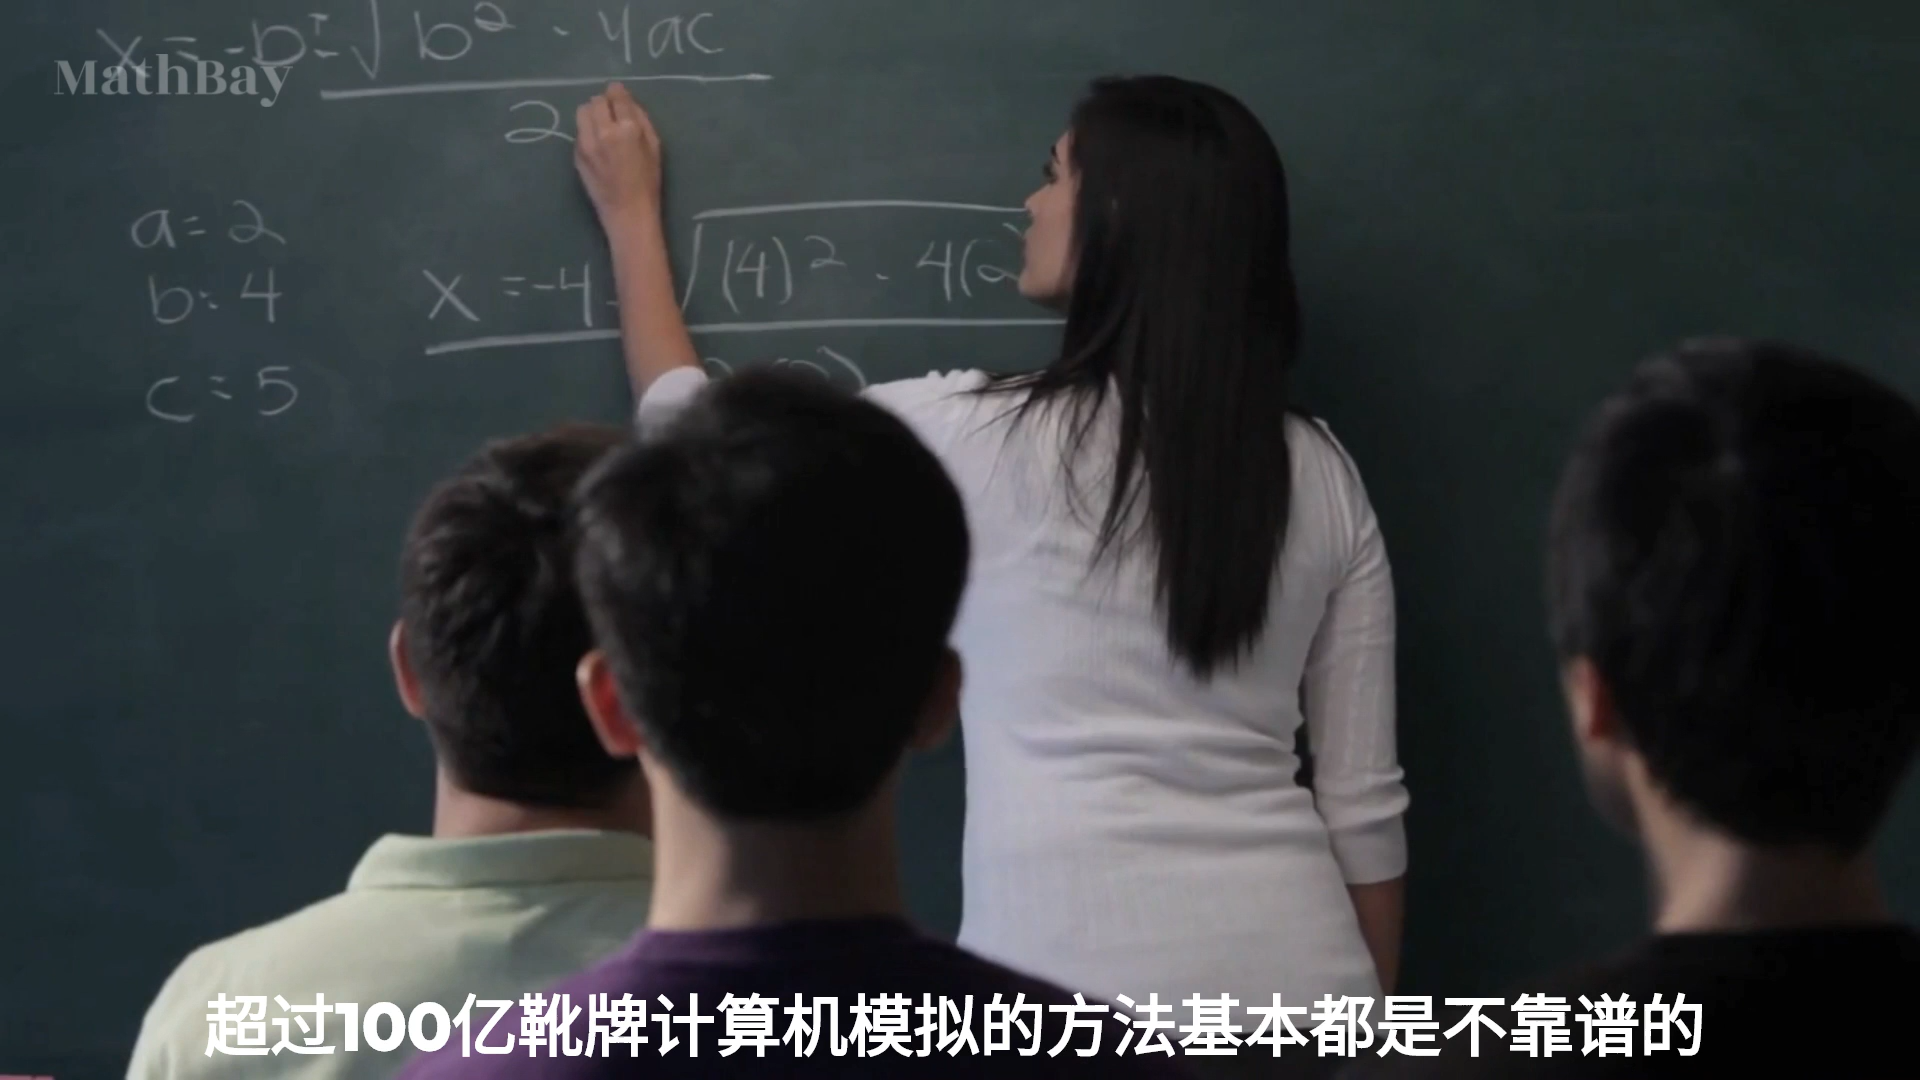 x = -b ± √ b² - 4ac
MathBay
2
a = 2
b = 4
x = -4 - √ (4)² - 4(2
c = 5
超过100亿靴牌计算机模拟的方法基本都是不靠谱的